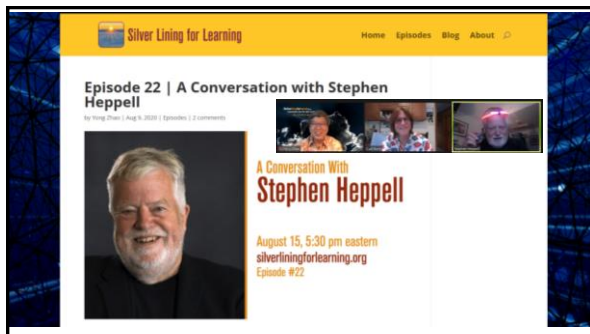 Silver Lining for Learning
Home Episodes Blog About
Episode 22 | A Conversation with Stephen
Heppell
by Yong Zhao | Aug 9, 2020 | Episodes | 2 comments
A Conversation With
Stephen Heppell
August 15, 5:30 pm eastern
silverliningforlearning.org
Episode #22